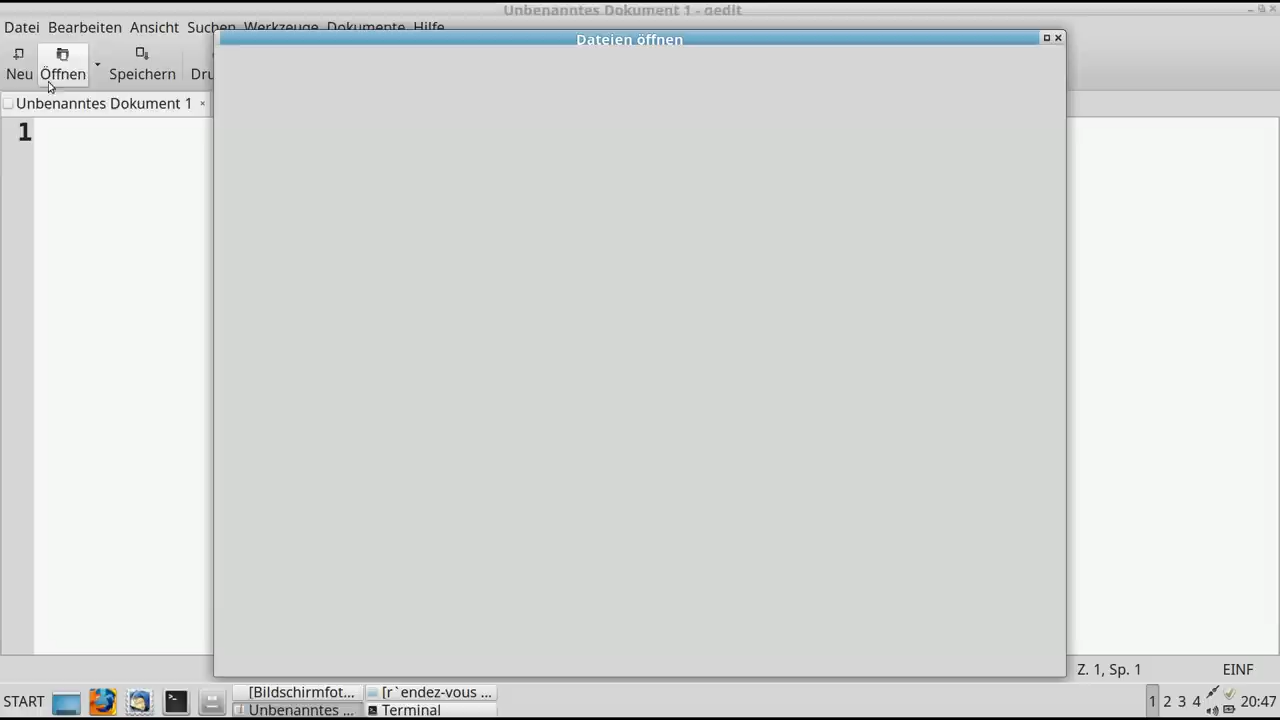 Unbenanntes Dokument 1 - gedit
Datei Bearbeiten Ansicht Suchen Werkzeuge Dokumente Hilfe
Dateien öffnen
Neu Öffnen Speichern Dru
Unbenanntes Dokument 1
1
Z. 1, Sp. 1 EINF
START
[Bildschirmfot... [r`endez-vous ...
Unbenanntes ... Terminal
1 2 3 4
20:47